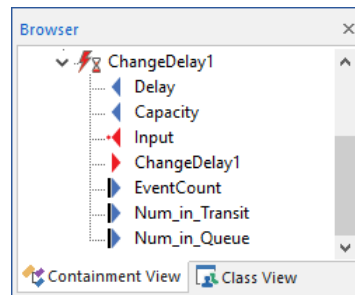 Browser
ChangeDelay1
Delay
Capacity
Input
ChangeDelay1
EventCount
Num_in_Transit
Num_in_Queue
Containment View Class View